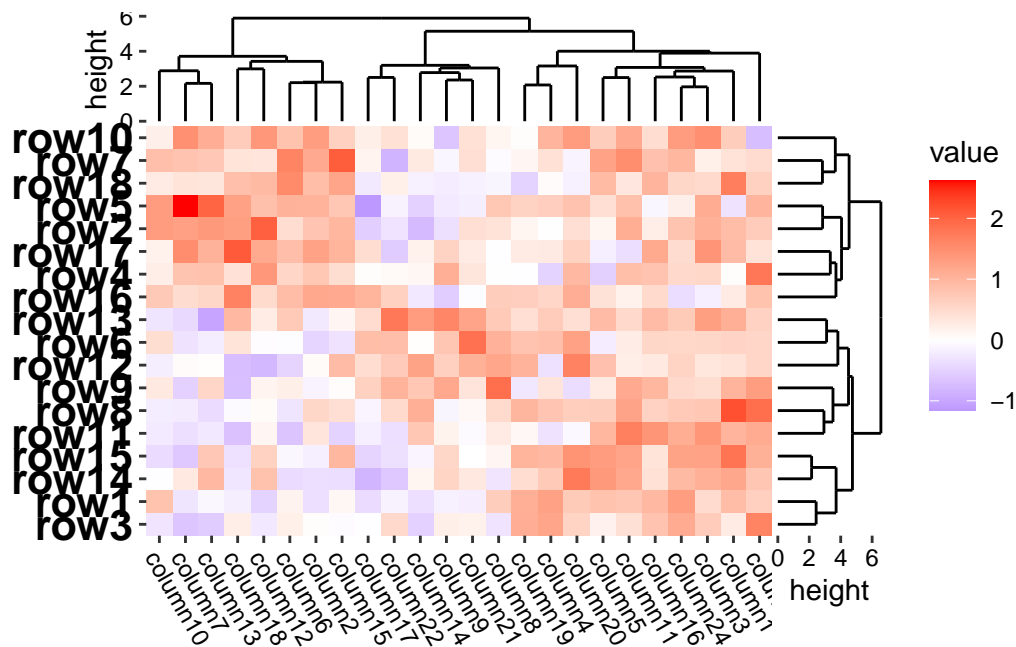 6
4
2
0
height
row10
row7
row18
row5
row2
row17
row4
row16
row13
row6
row12
row9
row8
row11
row15
row14
row1
row3
column10
column7
column13
column18
column12
column6
column2
column15
column17
column22
column14
column9
column21
column8
column19
column4
column20
column5
column11
column16
column24
column3
0 2 4 6
height
value
2
1
0
−1